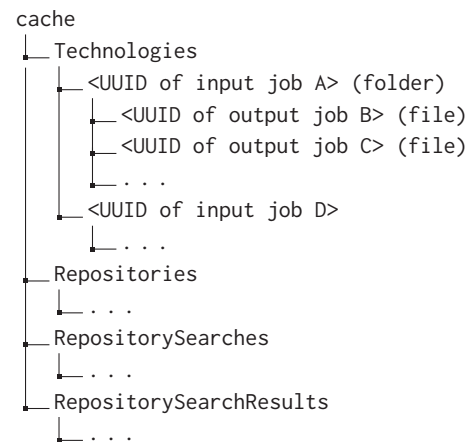 cache
Technologies
<UUID of input job A> (folder)
<UUID of output job B> (file)
<UUID of output job C> (file)
...
<UUID of input job D>
...
Repositories
...
RepositorySearches
...
RepositorySearchResults
...